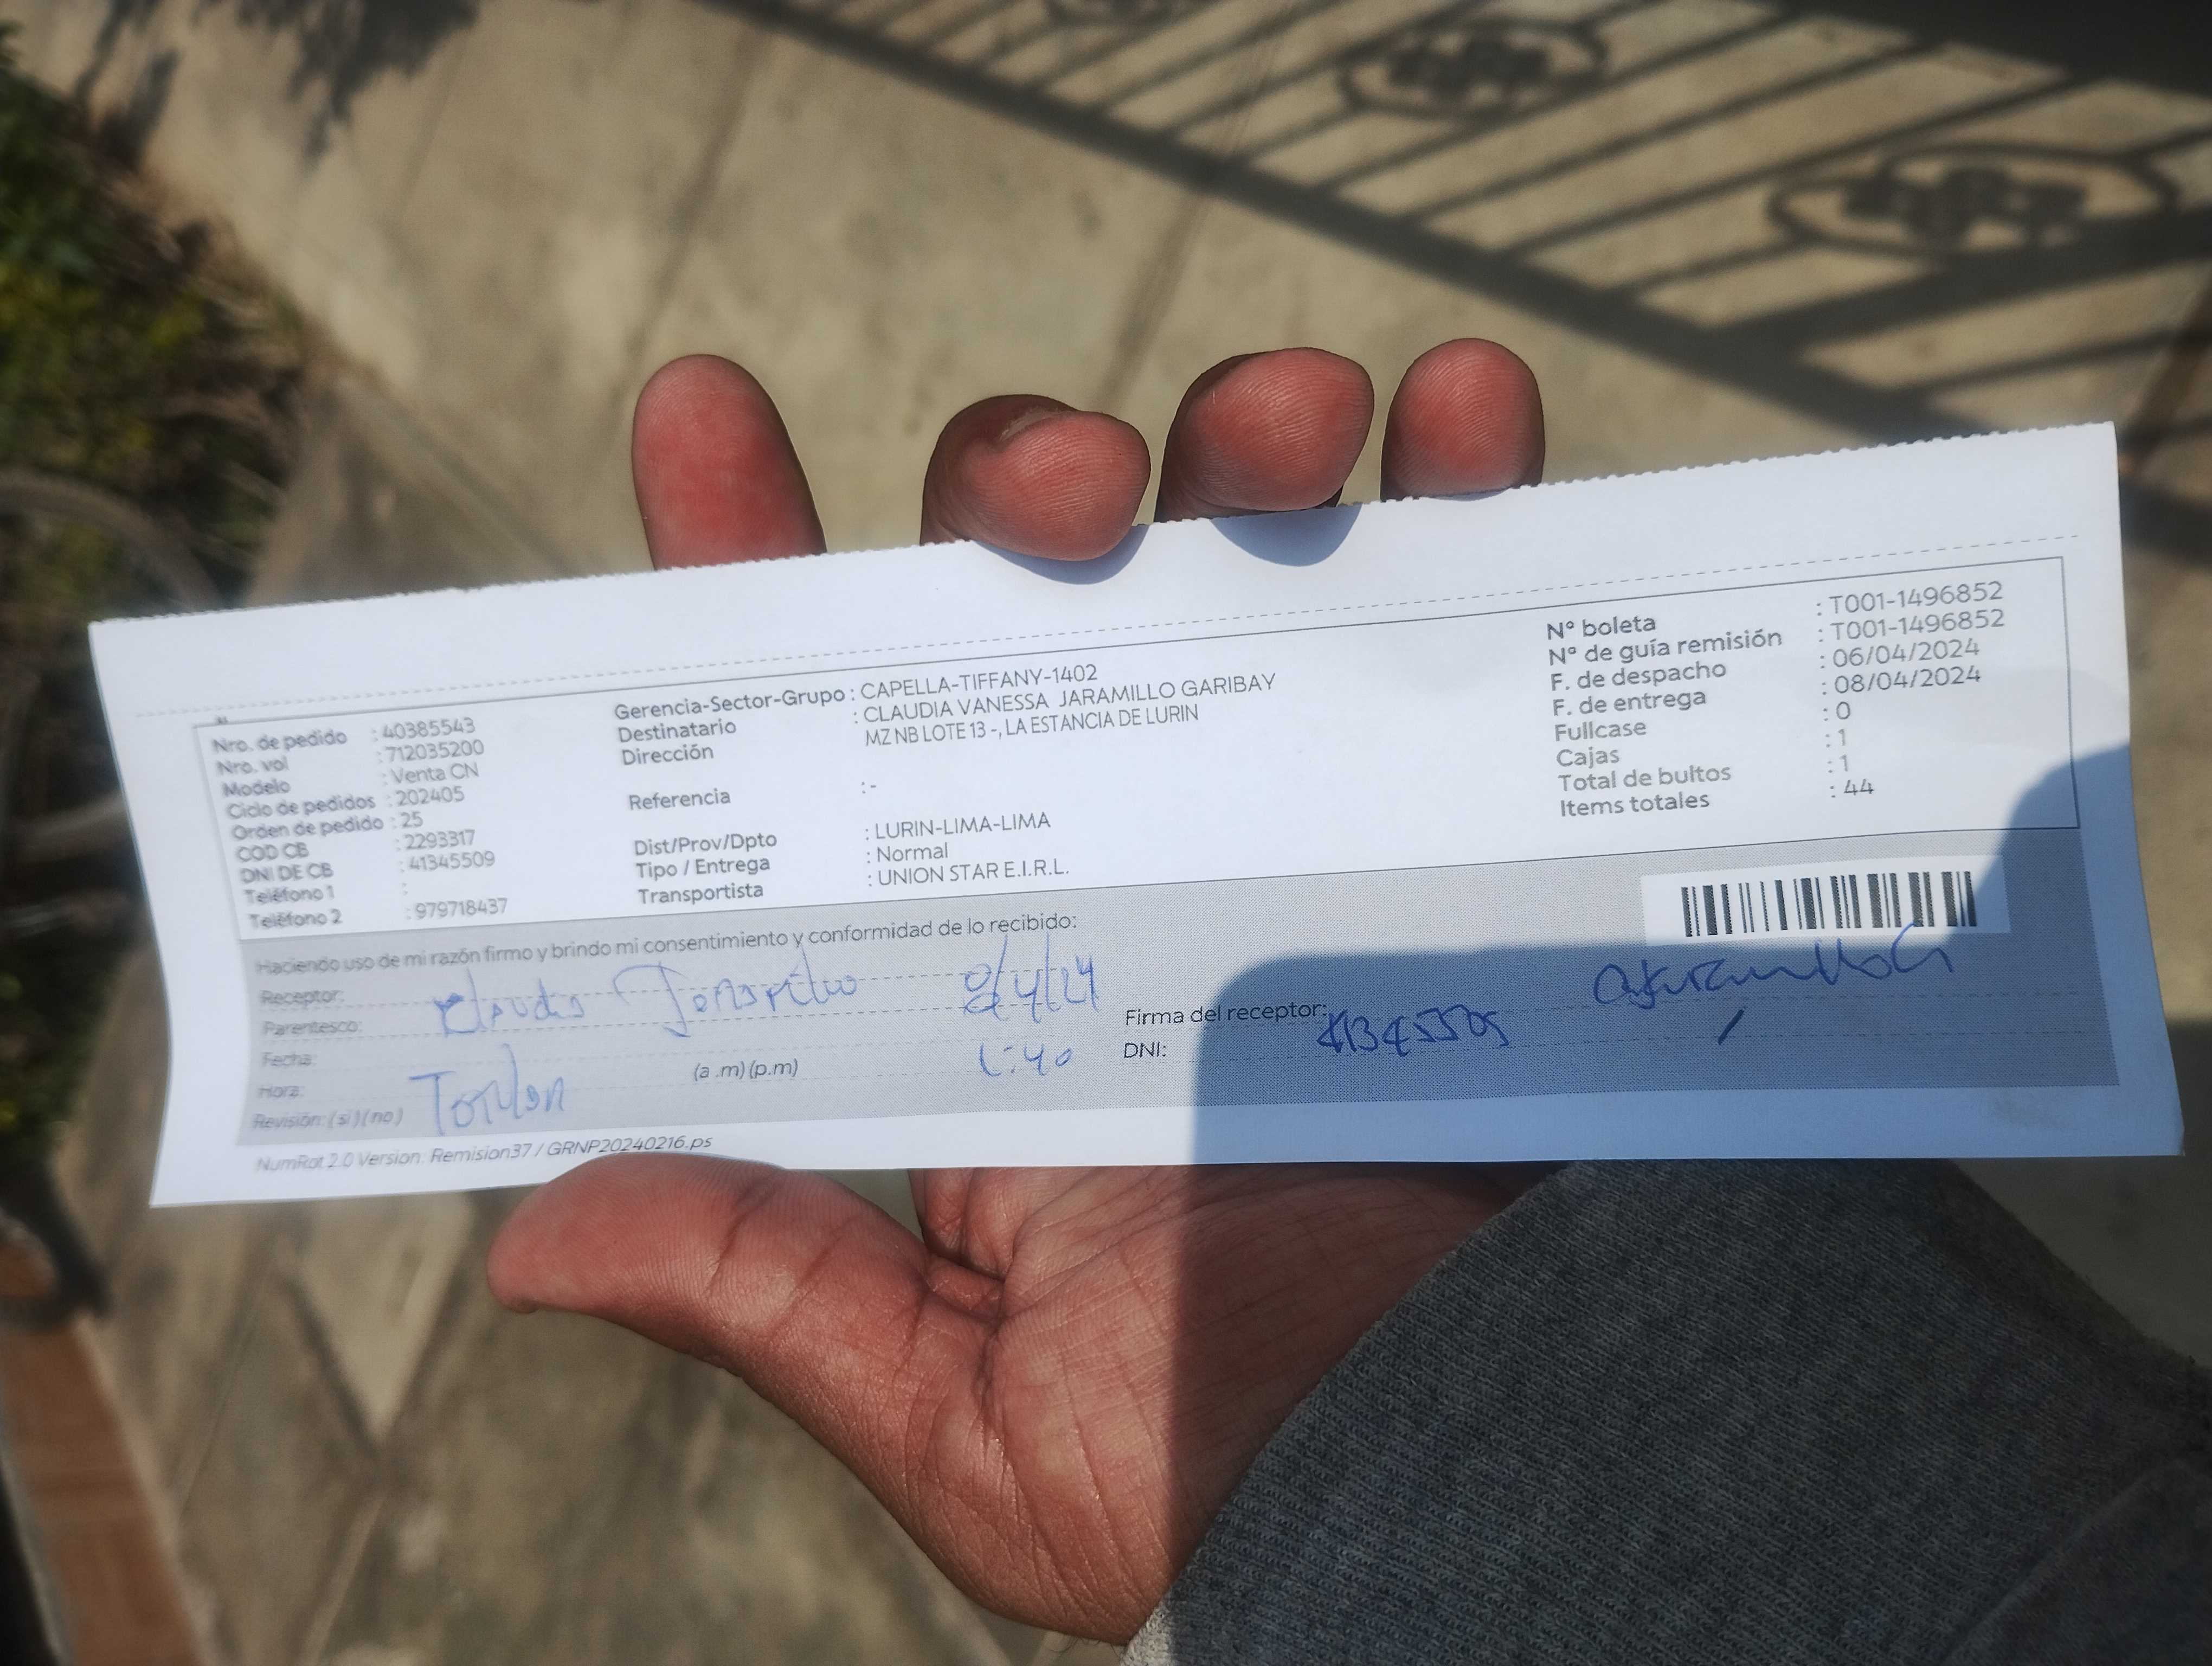 Nro. de pedido : 40385543
Nro. vol : 712035200
Modelo : Venta CN
Ciclo de pedidos : 202405
Orden de pedido : 25
COD CB : 2293317
DNI DE CB : 41345509
Teléfono 1 :
Teléfono 2 : 979718437
Gerencia-Sector-Grupo : CAPELLA-TIFFANY-1402
Destinatario : CLAUDIA VANESSA JARAMILLO GARIBAY
Dirección MZ NB LOTE 13 -, LA ESTANCIA DE LURIN
Referencia : -
Dist/Prov/Dpto : LURIN-LIMA-LIMA
Tipo / Entrega : Normal
Transportista : UNION STAR E.I.R.L.
N° boleta : T001-1496852
N° de guía remisión : T001-1496852
F. de despacho : 06/04/2024
F. de entrega : 08/04/2024
Fullcase : 0
Cajas : 1
Total de bultos : 1
Items totales : 44
Haciendo uso de mi razón firmo y brindo mi consentimiento y conformidad de lo recibido:
Receptor:
Parentesco: 8/4/24
Fecha:
Hora: (a .m) (p.m) 1:40
Revisión: ( si ) ( no )
Firma del receptor:
DNI:
NumRot 2.0 Version: Remision37 / GRNP20240216.ps